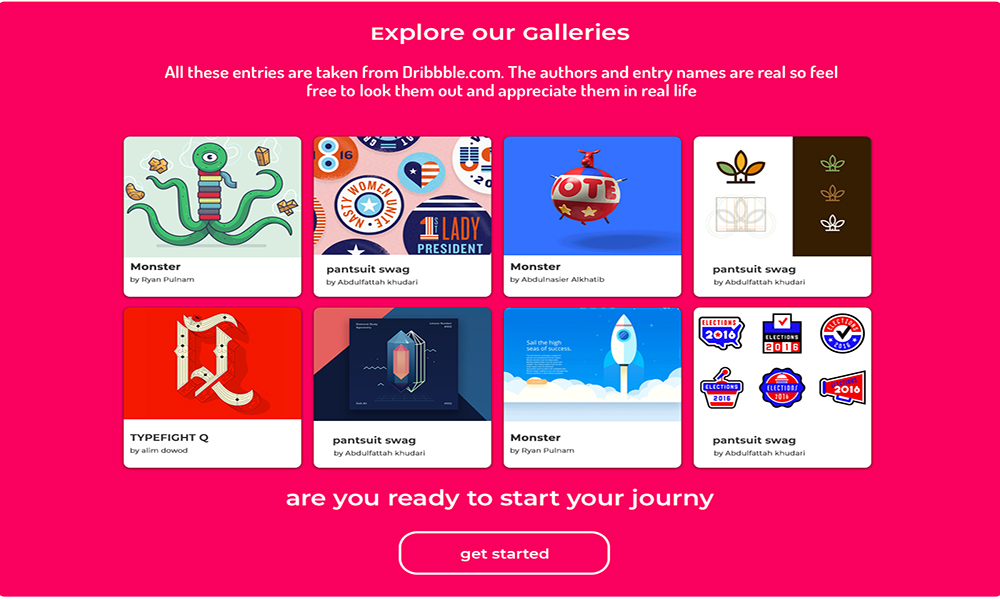 Explore our Galleries
All these entries are taken from Dribbble.com. The authors and entry names are real so feel
free to look them out and appreciate them in real life
8
16
US
.20
NASTY WOMEN UNITE
1ST LADY
PRESIDENT
VOTE
Monster
by Ryan Pulnam
pantsuit swag
by Abdulfattah khudari
Monster
by Abdulnasier Alkhatib
pantsuit swag
by Abdulfattah khudari
Q
Sail the high
seas of success.
ELECTIONS
2016
ELECTIONS
2016
ELECTIONS
2016
ELECTIONS
2016
ELECTIONS
2016
2016
TYPEFIGHT Q
by alim dowod
pantsuit swag
by Abdulfattah khudari
Monster
by Ryan Pulnam
pantsuit swag
by Abdulfattah khudari
are you ready to start your journy
get started